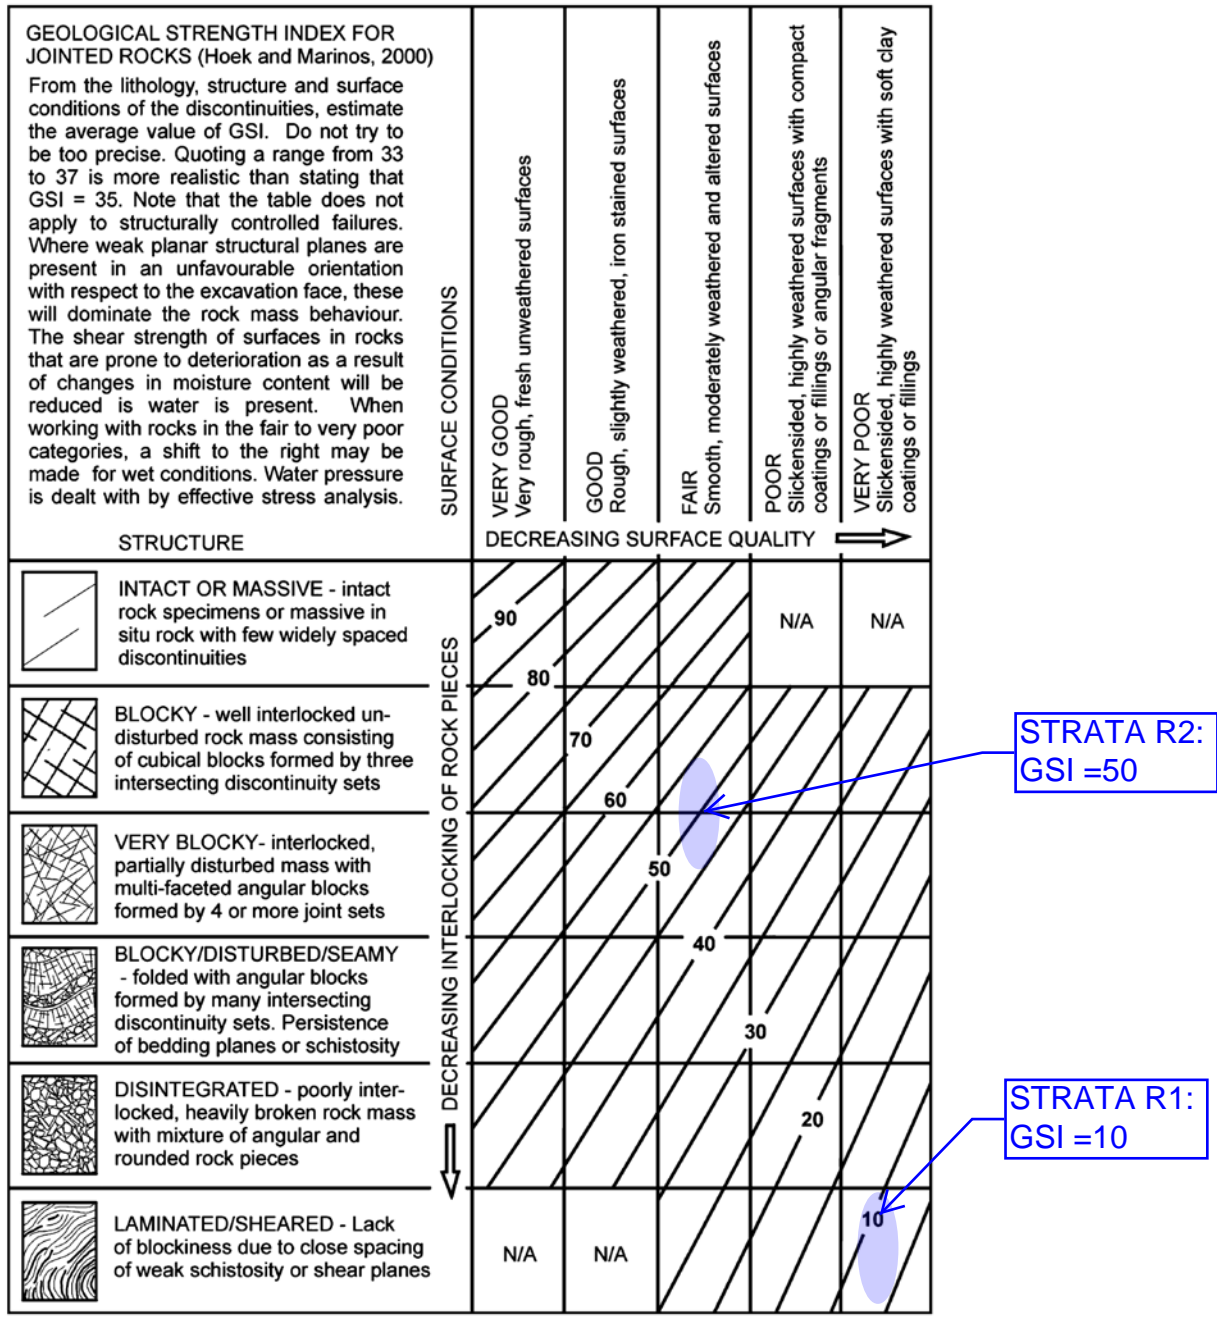 GEOLOGICAL STRENGTH INDEX FOR
JOINTED ROCKS (Hoek and Marinos, 2000)
From the lithology, structure and surface
conditions of the discontinuities, estimate
the average value of GSI. Do not try to
be too precise. Quoting a range from 33
to 37 is more realistic than stating that
GSI = 35. Note that the table does not
apply to structurally controlled failures.
Where weak planar structural planes are
present in an unfavourable orientation
with respect to the excavation face, these
will dominate the rock mass behaviour.
The shear strength of surfaces in rocks
that are prone to deterioration as a result
of changes in moisture content will be
reduced is water is present. When
working with rocks in the fair to very poor
categories, a shift to the right may be
made for wet conditions. Water pressure
is dealt with by effective stress analysis.
STRUCTURE
SURFACE CONDITIONS
VERY GOOD
Very rough, fresh unweathered surfaces
GOOD
Rough, slightly weathered, iron stained surfaces
FAIR
Smooth, moderately weathered and altered surfaces
POOR
Slickensided, highly weathered surfaces with compact
coatings or fillings or angular fragments
VERY POOR
Slickensided, highly weathered surfaces with soft clay
coatings or fillings
DECREASING SURFACE QUALITY
INTACT OR MASSIVE - intact
rock specimens or massive in
situ rock with few widely spaced
discontinuities
BLOCKY - well interlocked un-
disturbed rock mass consisting
of cubical blocks formed by three
intersecting discontinuity sets
VERY BLOCKY- interlocked,
partially disturbed mass with
multi-faceted angular blocks
formed by 4 or more joint sets
BLOCKY/DISTURBED/SEAMY
- folded with angular blocks
formed by many intersecting
discontinuity sets. Persistence
of bedding planes or schistosity
DISINTEGRATED - poorly inter-
locked, heavily broken rock mass
with mixture of angular and
rounded rock pieces
LAMINATED/SHEARED - Lack
of blockiness due to close spacing
of weak schistosity or shear planes
DECREASING INTERLOCKING OF ROCK PIECES
90
N/A
N/A
80
70
60
50
40
30
20
10
N/A
N/A
STRATA R2:
GSI =50
STRATA R1:
GSI =10